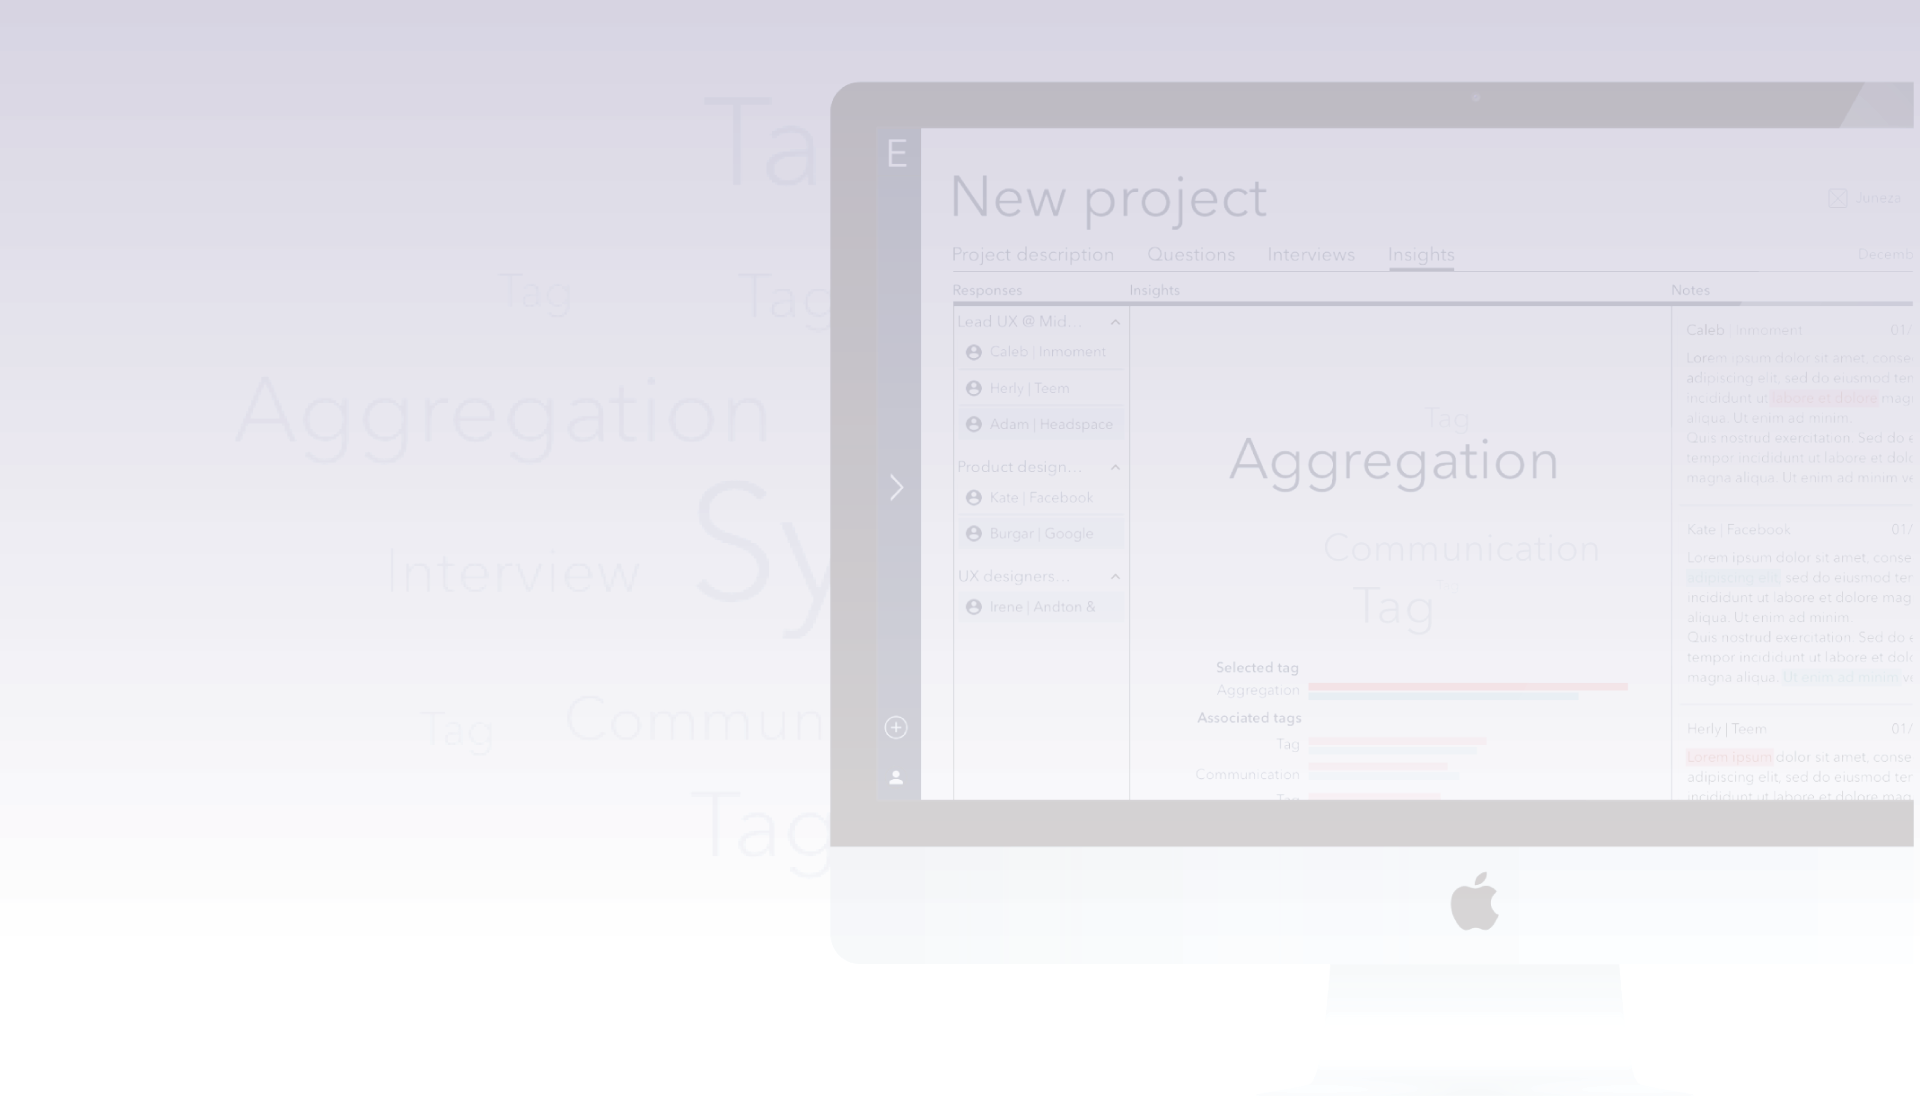 Ta
Tag
Tag
Aggregation
Interview
Sy
Tag
Commun
Tag
E
New project
Juneza
Project description
Questions
Interviews
Insights
Decemb
Responses
Insights
Notes
Lead UX @ Mid...
Caleb | Inmoment
Herly | Teem
Adam | Headspace
Product design...
Kate | Facebook
Burgar | Google
UX designers...
Irene | Andton &
Tag
Aggregation
Communication
Tag
Selected tag
Aggregation
Associated tags
Tag
Communication
Tag
Caleb | Inmoment 01/
Lorem ipsum dolor sit amet, conse
adipiscing elit, sed do eiusmod ter
incididunt ut labore et dolore mag
aliqua. Ut enim ad minim.
Quis nostrud exercitation. Sed do e
tempor incididunt ut labore et dol
magna aliqua. Ut enim ad minim ve
Kate | Facebook 01/
Lorem ipsum dolor sit amet, conse
adipiscing elit, sed do eiusmod ter
incididunt ut labore et dolore mag
aliqua. Ut enim ad minim.
Quis nostrud exercitation. Sed do e
tempor incididunt ut labore et dol
magna aliqua. Ut enim ad minim ve
Herly | Teem 01/
Lorem ipsum dolor sit amet, conse
adipiscing elit, sed do eiusmod ter
incididunt ut labore et dolore mag